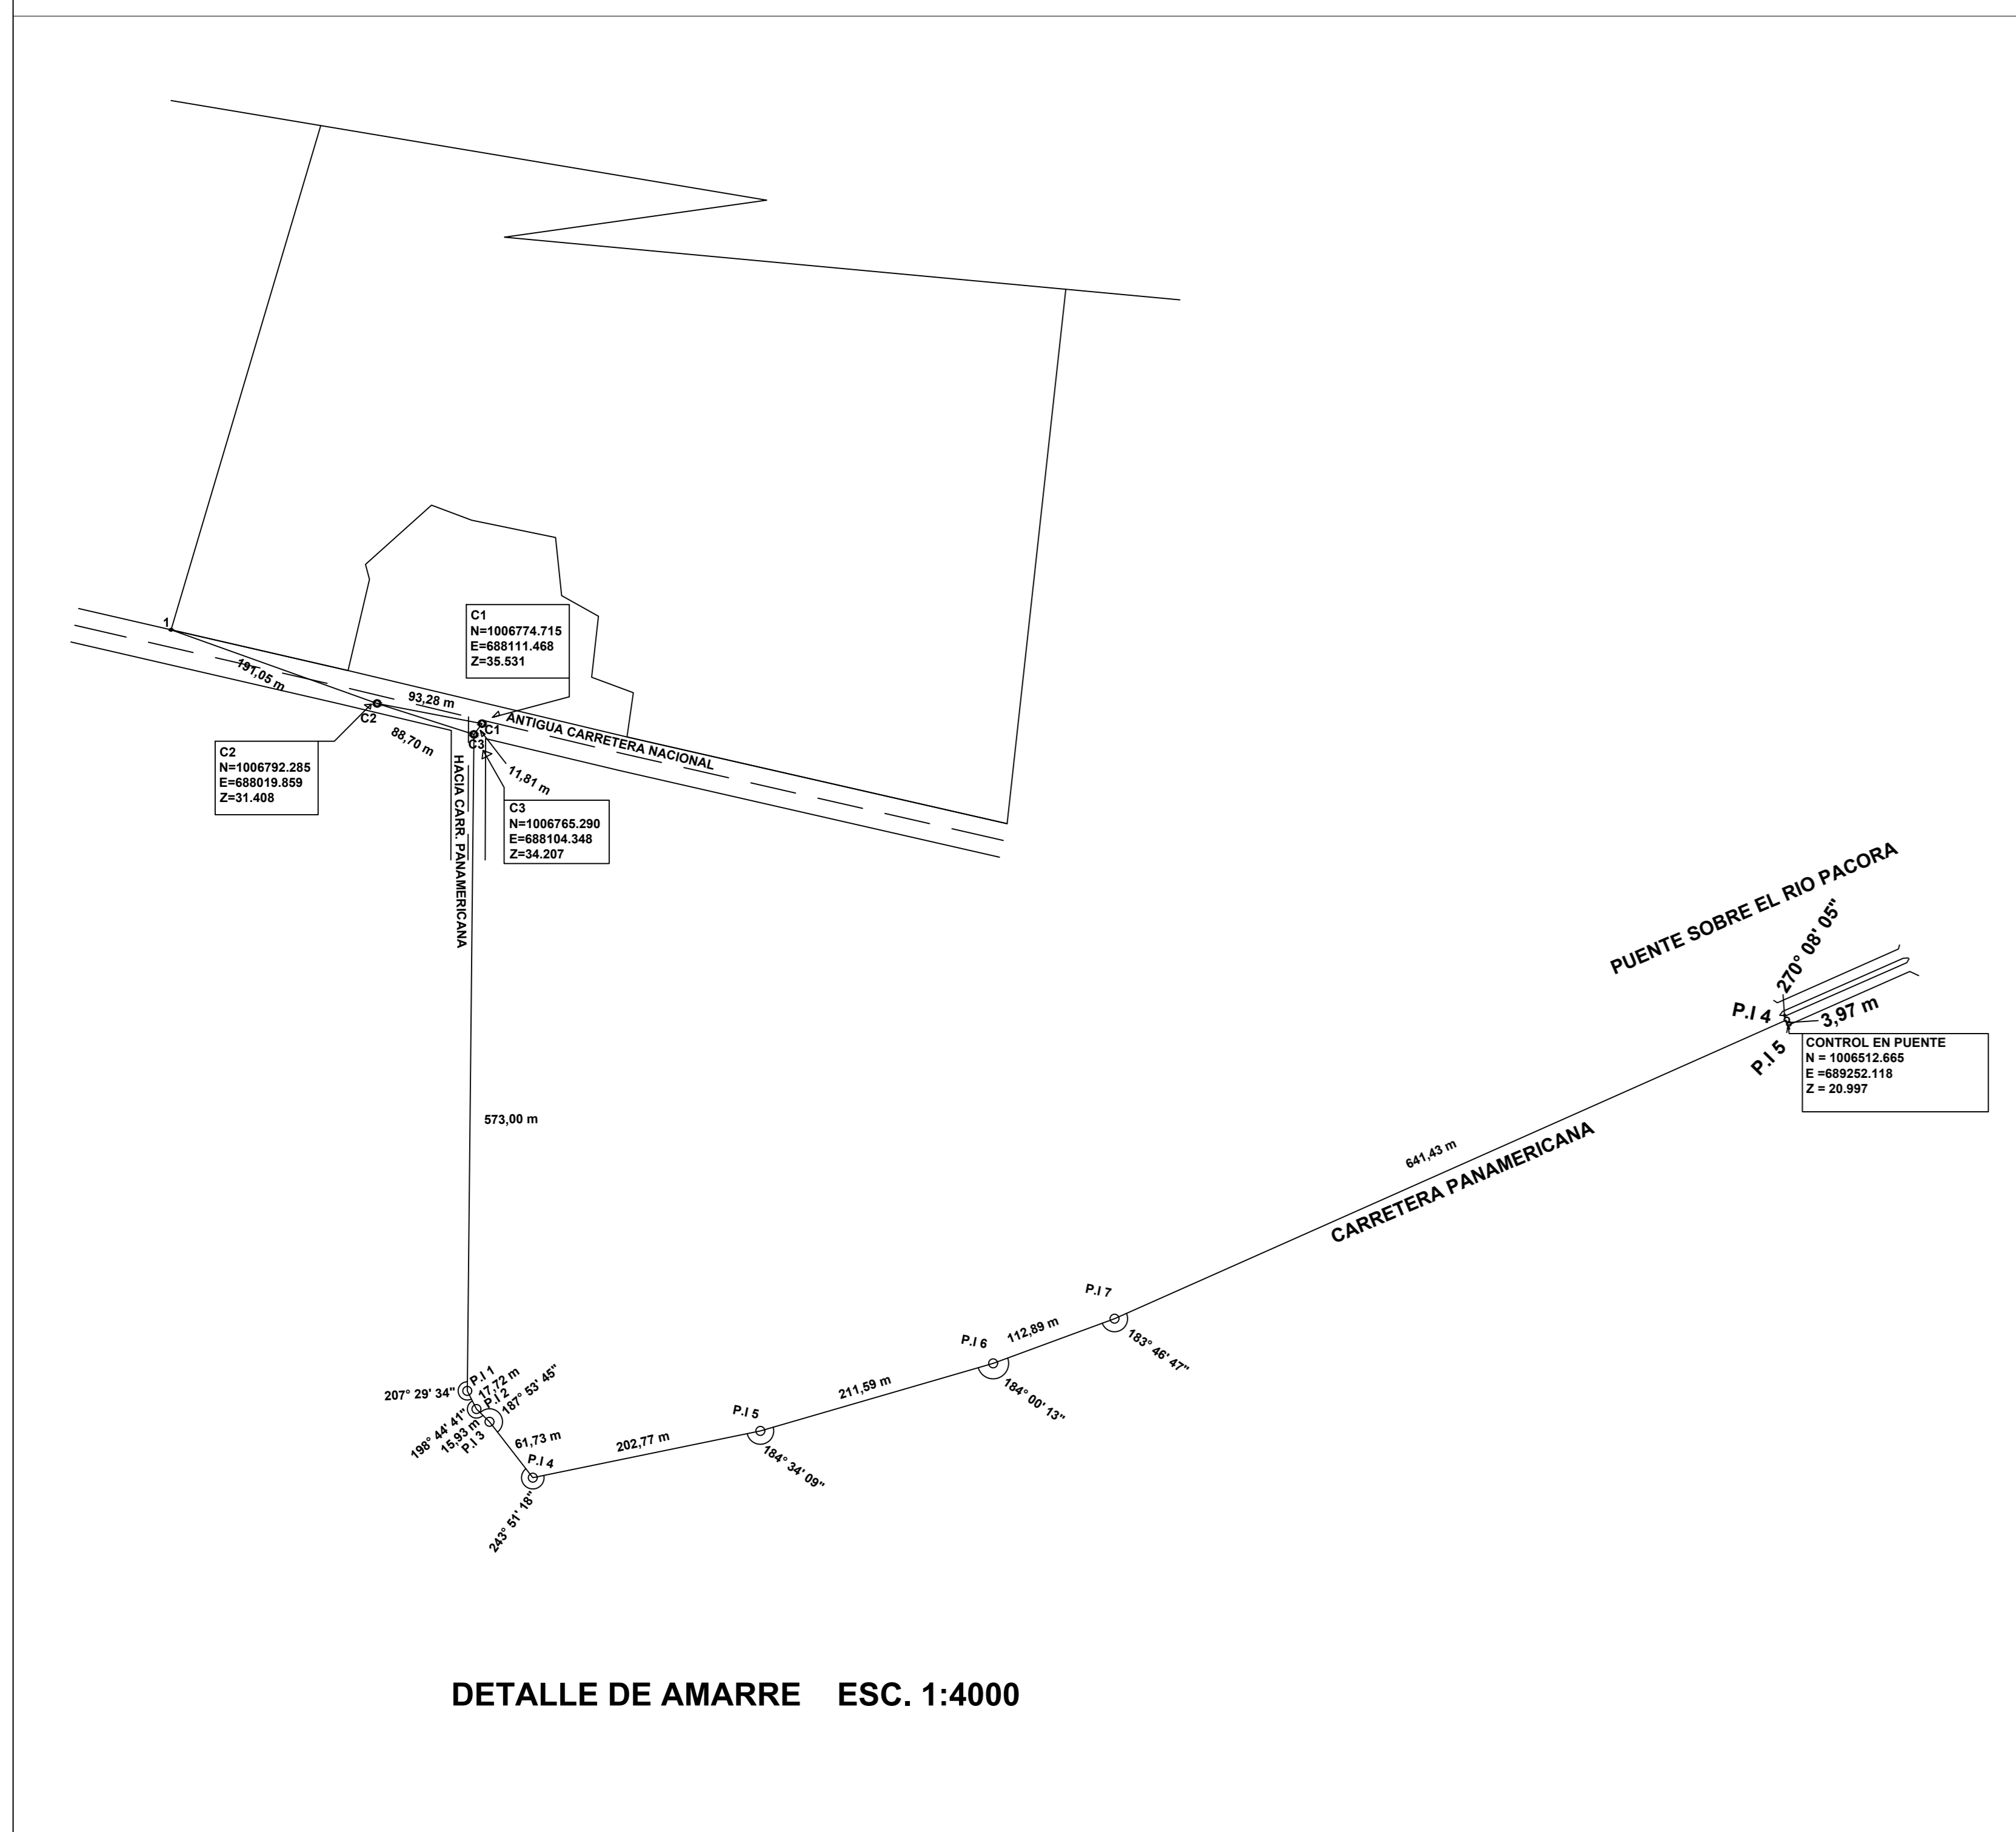 C1
N=1006774.715
E=688111.468
Z=35.531
1
191,05 m
93,28 m
C2
C1
C3
ANTIGUA CARRETERA NACIONAL
88,70 m
11,81 m
C2
N=1006792.285
E=688019.859
Z=31.408
C3
N=1006765.290
E=688104.348
Z=34.207
HACIA CARR. PANAMERICANA
PUENTE SOBRE EL RIO PACORA
270° 08' 05"
P.I 4
3,97 m
P.I 5
CONTROL EN PUENTE
N = 1006512.665
E =689252.118
Z = 20.997
573,00 m
641,43 m
CARRETERA PANAMERICANA
P.I 7
183° 46' 47"
P.I 6
112,89 m
184° 00' 13"
211,59 m
P.I 5
184° 34' 09"
202,77 m
P.I 1
207° 29' 34"
17,72 m
P.I 2
187° 53' 45"
198° 44' 41"
15,93 m
P.I 3
61,73 m
P.I 4
243° 51' 18"
DETALLE DE AMARRE ESC. 1:4000